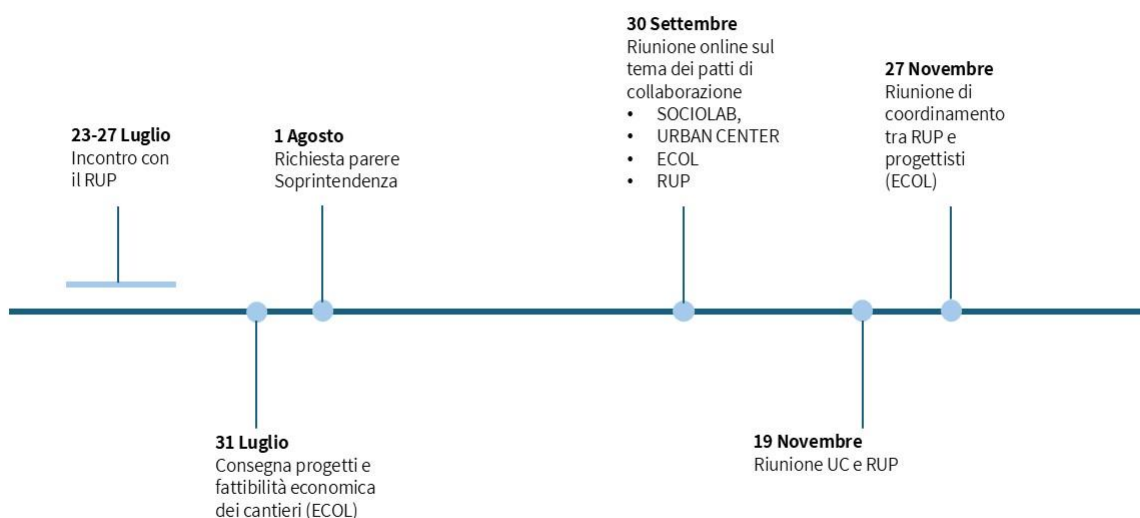 23-27 Luglio
Incontro con
il RUP
31 Luglio
Consegna progetti e
fattibilità economica
dei cantieri (ECOL)
1 Agosto
Richiesta parere
Soprintendenza
30 Settembre
Riunione online sul
tema dei patti di
collaborazione
• SOCIOLAB,
• URBAN CENTER
• ECOL
• RUP
19 Novembre
Riunione UC e RUP
27 Novembre
Riunione di
coordinamento
tra RUP e
progettisti
(ECOL)